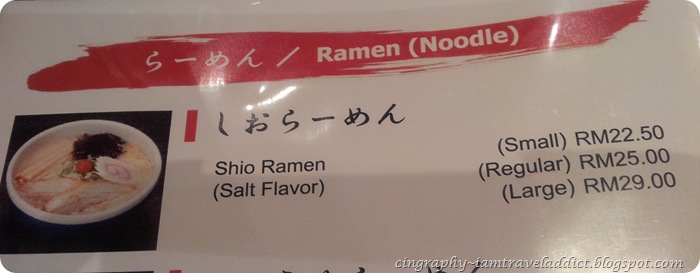 らーめん / Ramen (Noodle)
しおらーめん
Shio Ramen
(Salt Flavor)
(Small) RM22.50
(Regular) RM25.00
(Large) RM29.00
cingraphy-iamtraveladdict.blogspot.com